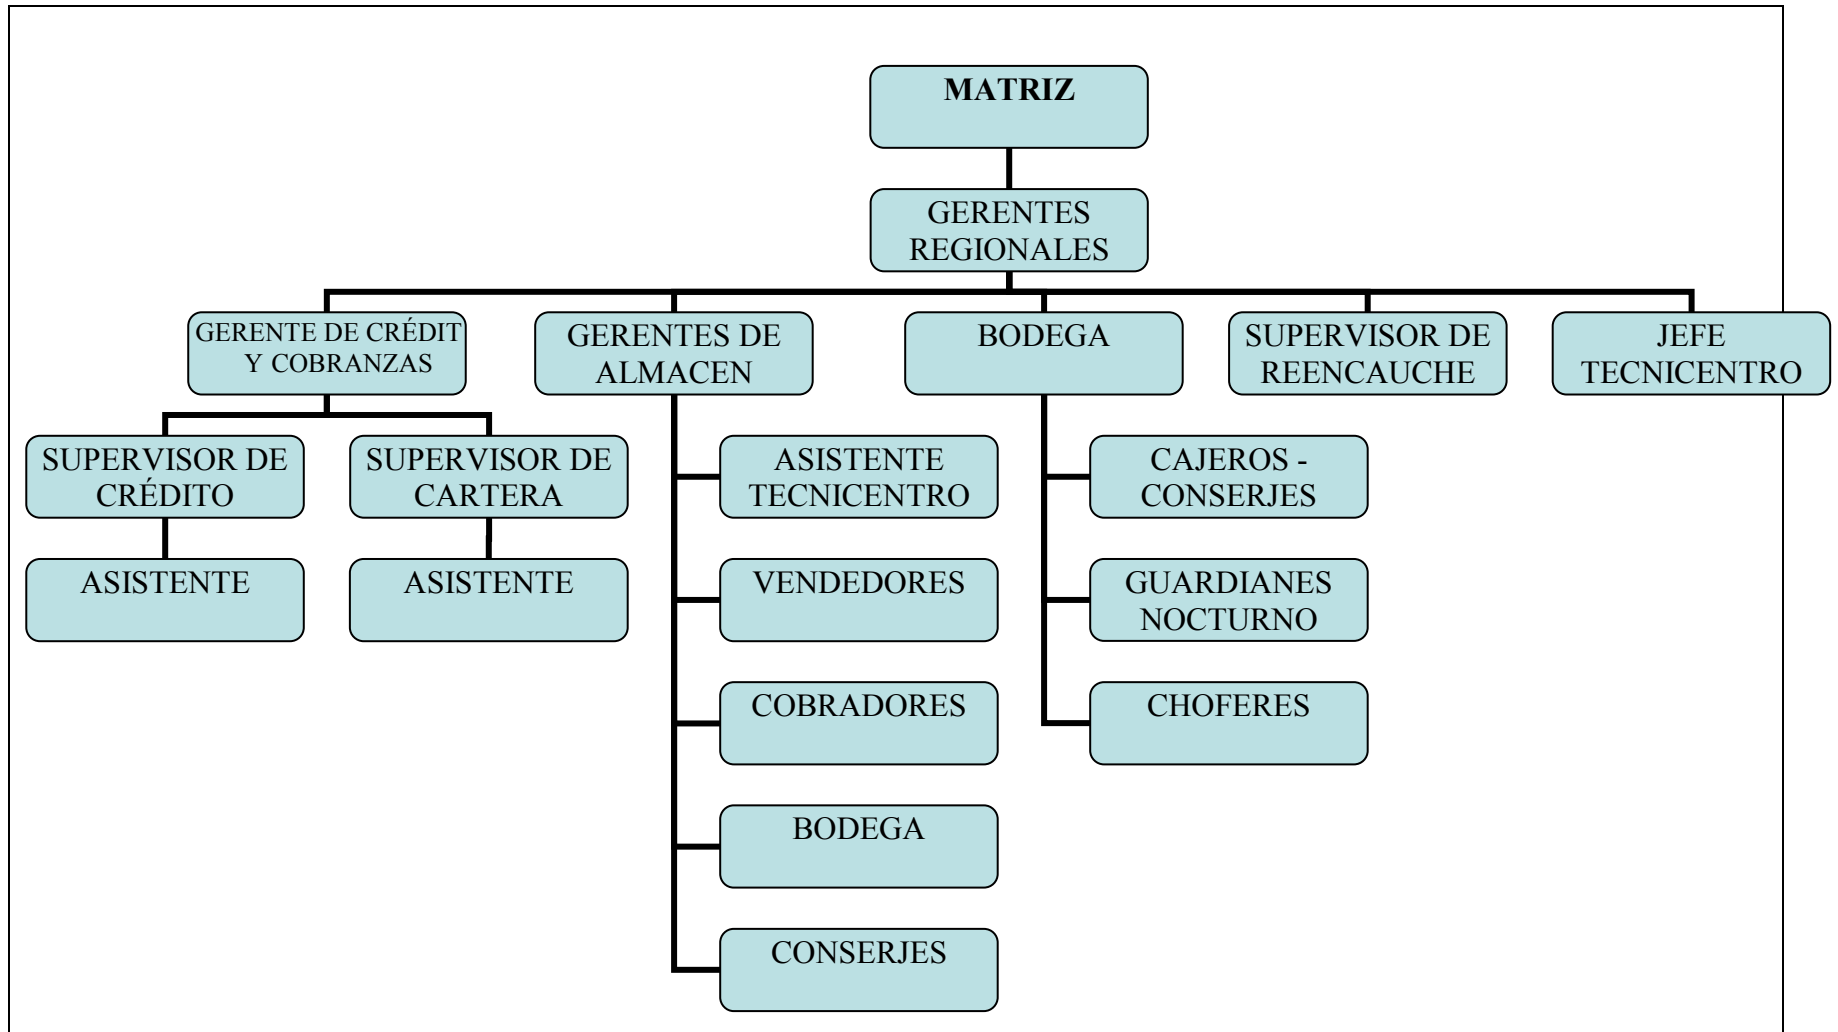 MATRIZ
GERENTES
REGIONALES
GERENTE DE CRÉDIT
Y COBRANZAS
GERENTES DE
ALMACEN
BODEGA
SUPERVISOR DE
REENCAUCHE
JEFE
TECNICENTRO
SUPERVISOR DE
CRÉDITO
SUPERVISOR DE
CARTERA
ASISTENTE
TECNICENTRO
CAJEROS -
CONSERJES
ASISTENTE
ASISTENTE
VENDEDORES
GUARDIANES
NOCTURNO
COBRADORES
CHOFERES
BODEGA
CONSERJES